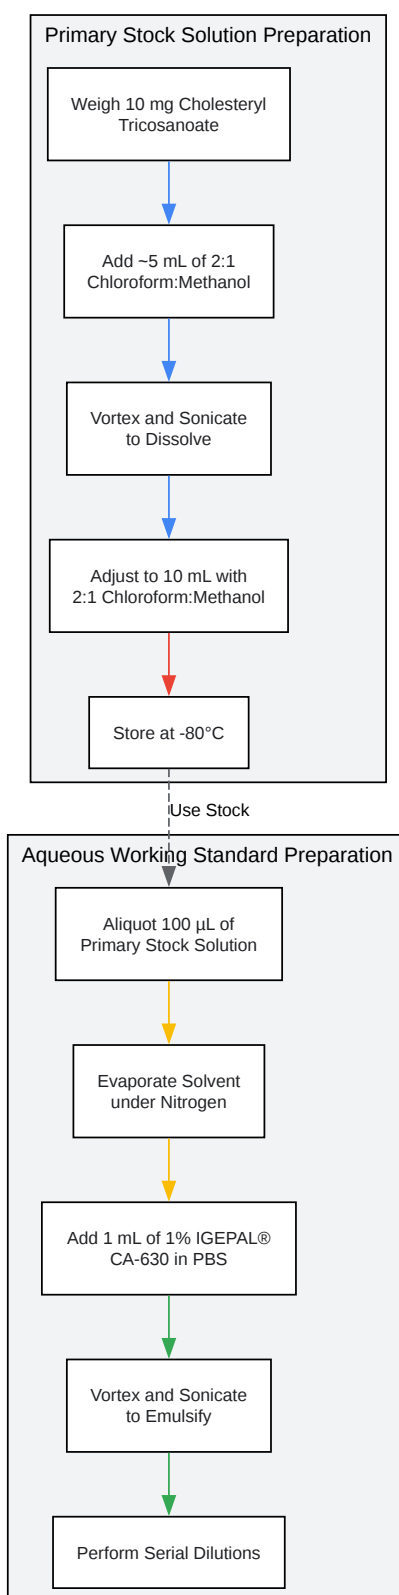 Primary Stock Solution Preparation
Weigh 10 mg Cholesteryl
Tricosanoate
Add ~5 mL of 2:1
Chloroform:Methanol
Vortex and Sonicate
to Dissolve
Adjust to 10 mL with
2:1 Chloroform:Methanol
Store at -80°C
Use Stock
Aqueous Working Standard Preparation
Aliquot 100 µL of
Primary Stock Solution
Evaporate Solvent
under Nitrogen
Add 1 mL of 1% IGEPAL®
CA-630 in PBS
Vortex and Sonicate
to Emulsify
Perform Serial Dilutions